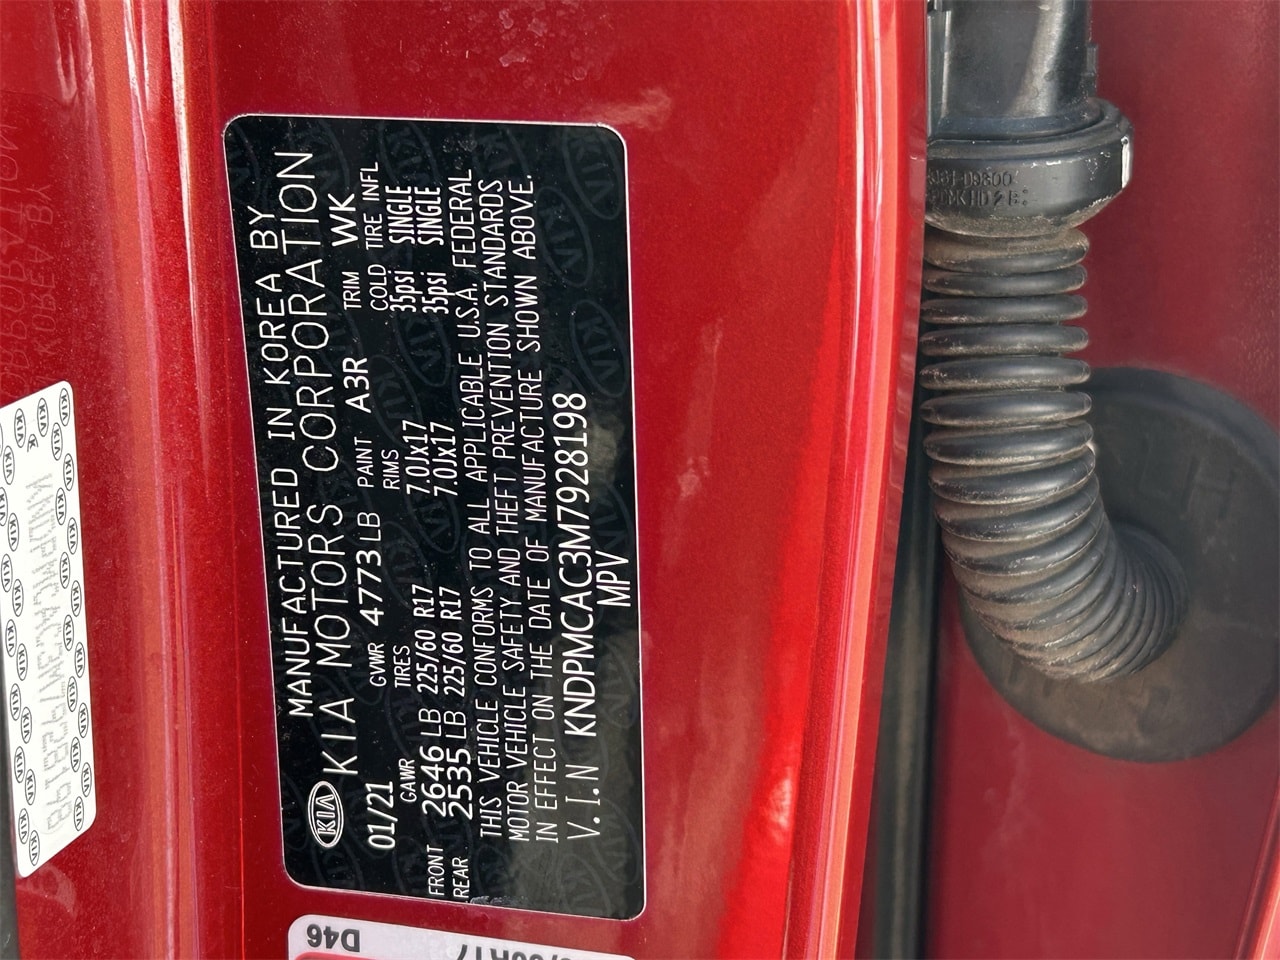 MANUFACTURED IN KOREA BY
KIA KIA MOTORS CORPORATION
01/21 GVWR 4773 LB PAINT A3R TRIM WK
GAWR TIRES RIMS COLD TIRE INFL
FRONT 2646 LB 225/60 R17 7.0Jx17 35psi SINGLE
REAR 2535 LB 225/60 R17 7.0Jx17 35psi SINGLE
THIS VEHICLE CONFORMS TO ALL APPLICABLE U.S.A. FEDERAL
MOTOR VEHICLE SAFETY AND THEFT PREVENTION STANDARDS
IN EFFECT ON THE DATE OF MANUFACTURE SHOWN ABOVE.
V.I.N KNDPMCAC3M7928198
MPV
KNDPMCAC3M7928198
D46